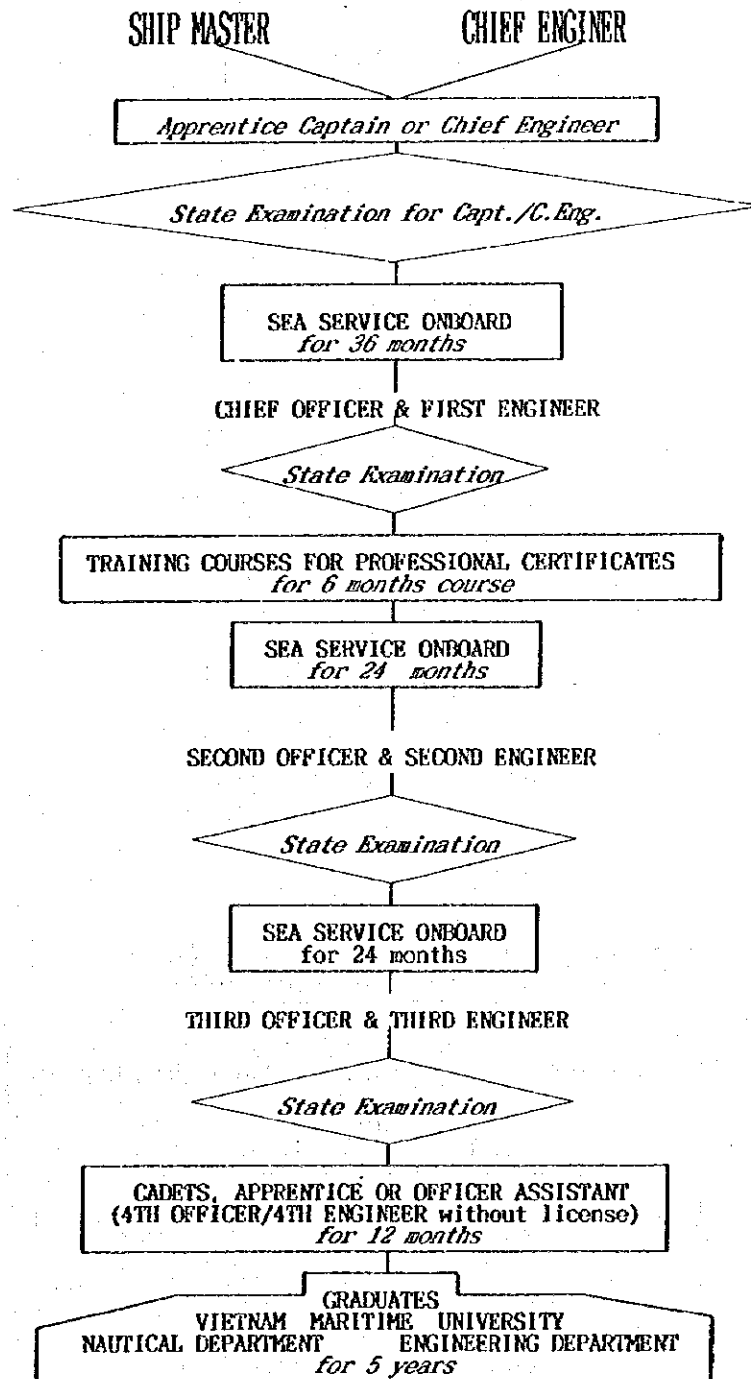 SHIP MASTER CHIEF ENGINER
Apprentice Captain or Chief Engineer
State Examination for Capt./C.Eng.
SEA SERVICE ONBOARD
for 36 months
CHIEF OFFICER & FIRST ENGINEER
State Examination
TRAINING COURSES FOR PROFESSIONAL CERTIFICATES
for 6 months course
SEA SERVICE ONBOARD
for 24 months
SECOND OFFICER & SECOND ENGINEER
State Examination
SEA SERVICE ONBOARD
for 24 months
THIRD OFFICER & THIRD ENGINEER
State Examination
CADETS, APPRENTICE OR OFFICER ASSISTANT
(4TH OFFICER/4TH ENGINEER without license)
for 12 months
GRADUATES
VIETNAM MARITIME UNIVERSITY
NAUTICAL DEPARTMENT ENGINEERING DEPARTMENT
for 5 years